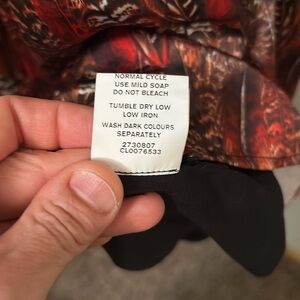 NORMAL CYCLE
USE MILD SOAP
DO NOT BLEACH
TUMBLE DRY LOW
LOW IRON
WASH DARK COLOURS
SEPARATELY
2730807
CL0076533